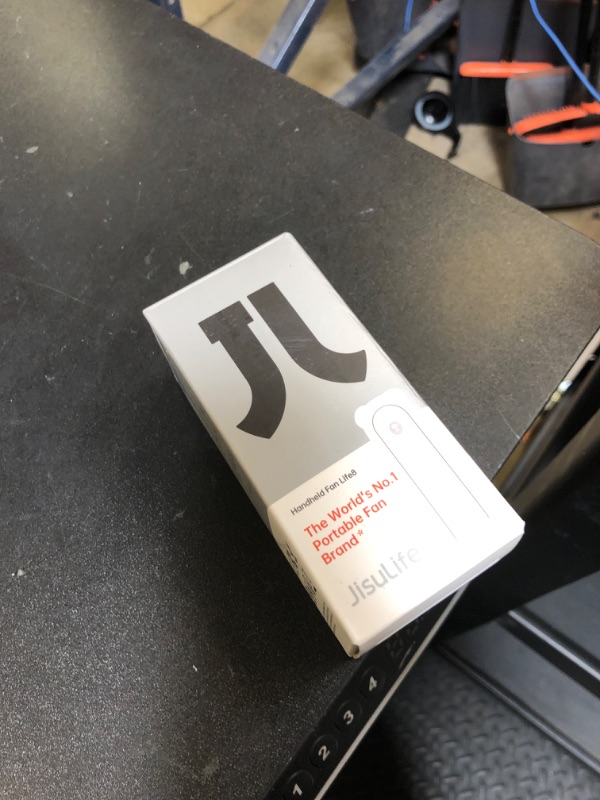 JL
Handheld Fan Life8
The World's No.1
Portable Fan
Brand*
JisuLife
1
2
3
4